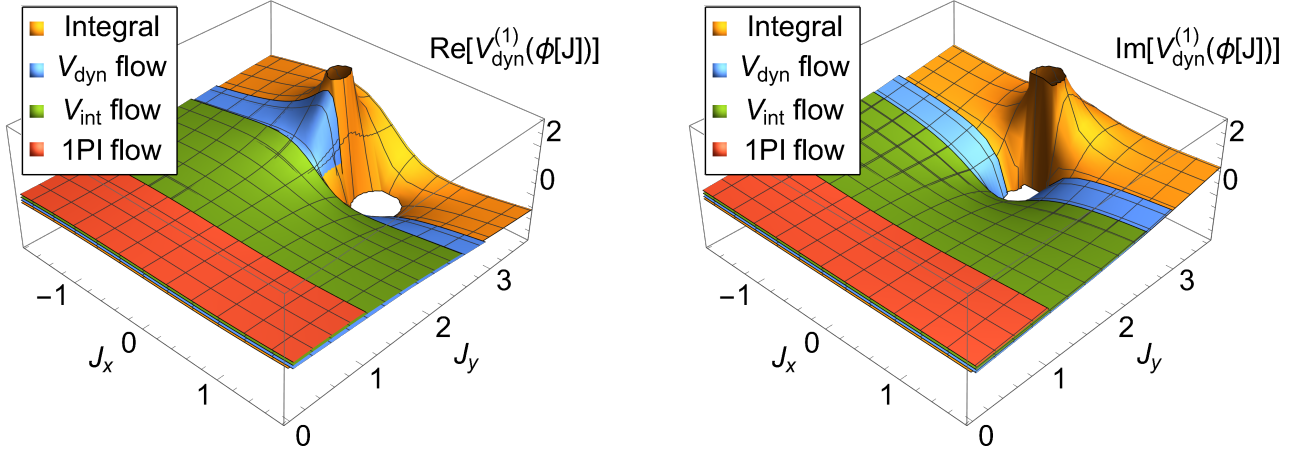 Integral
V_dyn flow
V_int flow
1PI flow
Re[V_dyn^(1)(ϕ[J])]
2
0
−1
0
1
J_x
0
1
2
3
J_y
Integral
V_dyn flow
V_int flow
1PI flow
Im[V_dyn^(1)(ϕ[J])]
2
0
−1
0
1
J_x
0
1
2
3
J_y